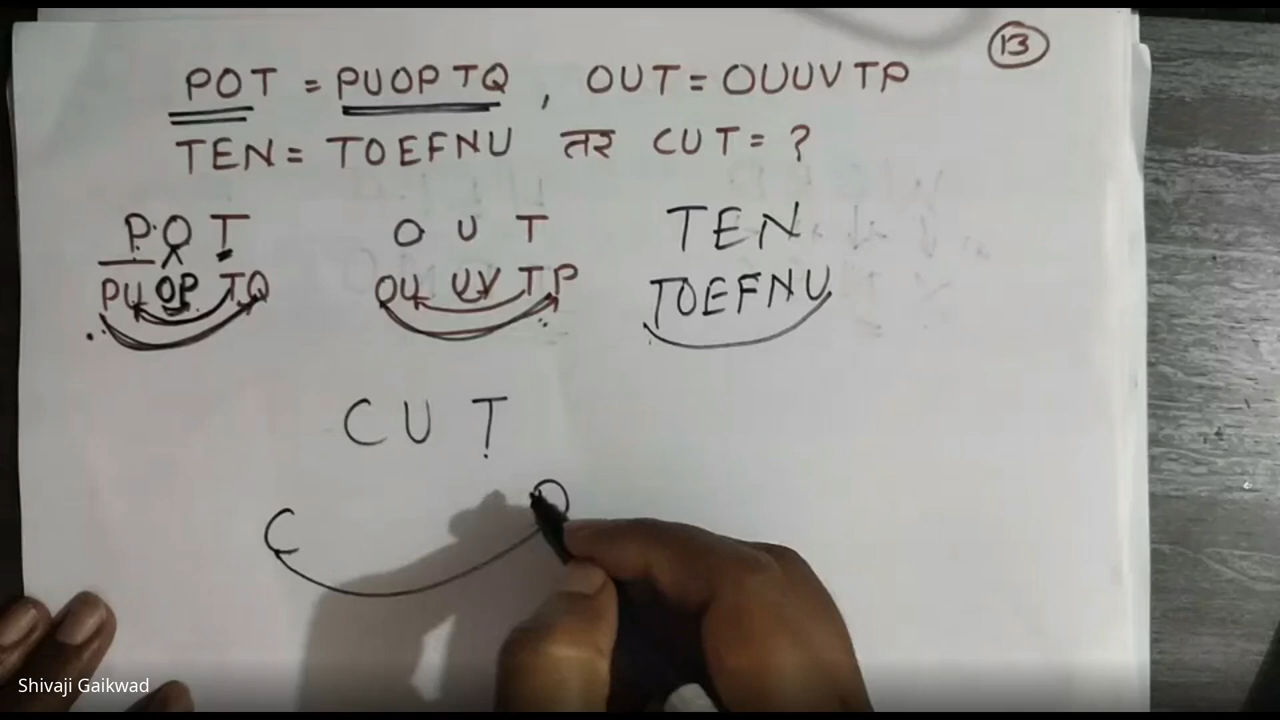 13
POT = PUOPTQ , OUT = OUUVTP
TEN = TOEFNU तर CUT = ?
POT OUT TEN
PUOPTQ OUUVTP TOEFNU
CUT
C
Shivaji Gaikwad